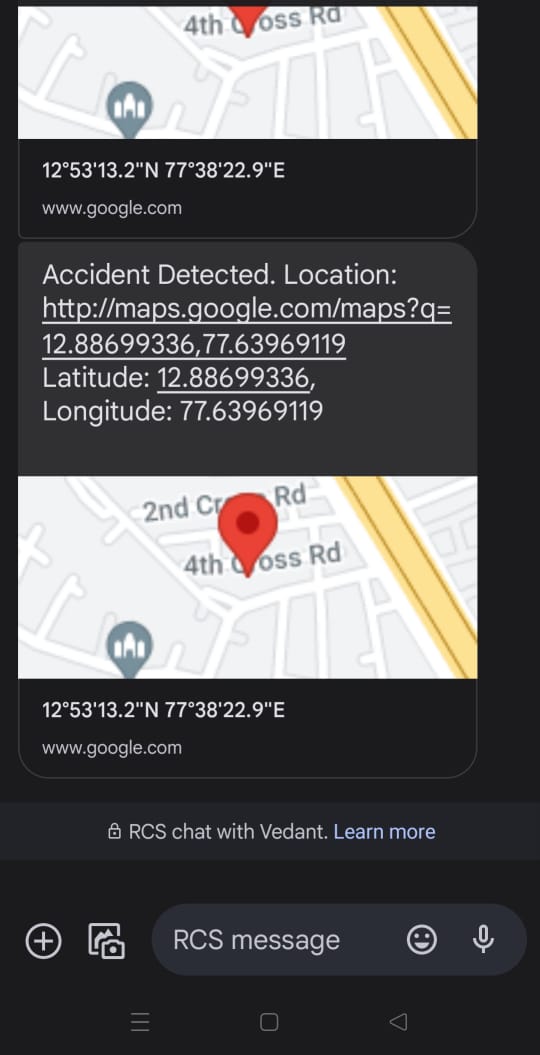 4th Cross Rd
12°53'13.2"N 77°38'22.9"E
www.google.com
Accident Detected. Location:
http://maps.google.com/maps?q=
12.88699336,77.63969119
Latitude: 12.88699336,
Longitude: 77.63969119
2nd Cross Rd
4th Cross Rd
12°53'13.2"N 77°38'22.9"E
www.google.com
RCS chat with Vedant. Learn more
RCS message